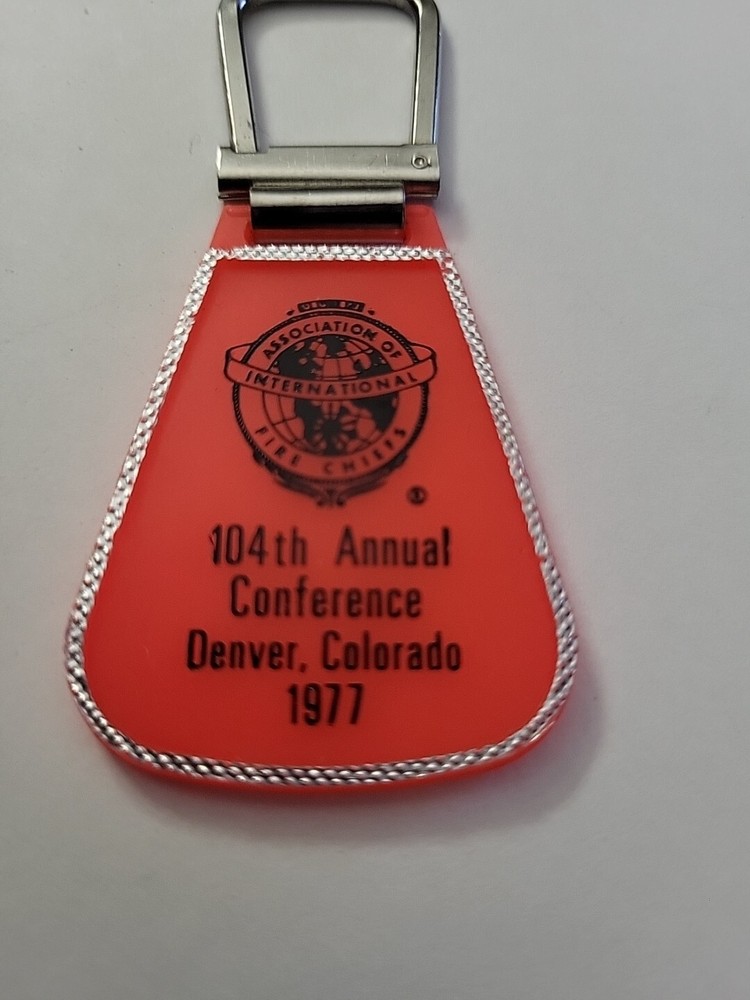 ASSOCIATION OF
INTERNATIONAL
FIRE CHIEFS
104th Annual
Conference
Denver, Colorado
1977